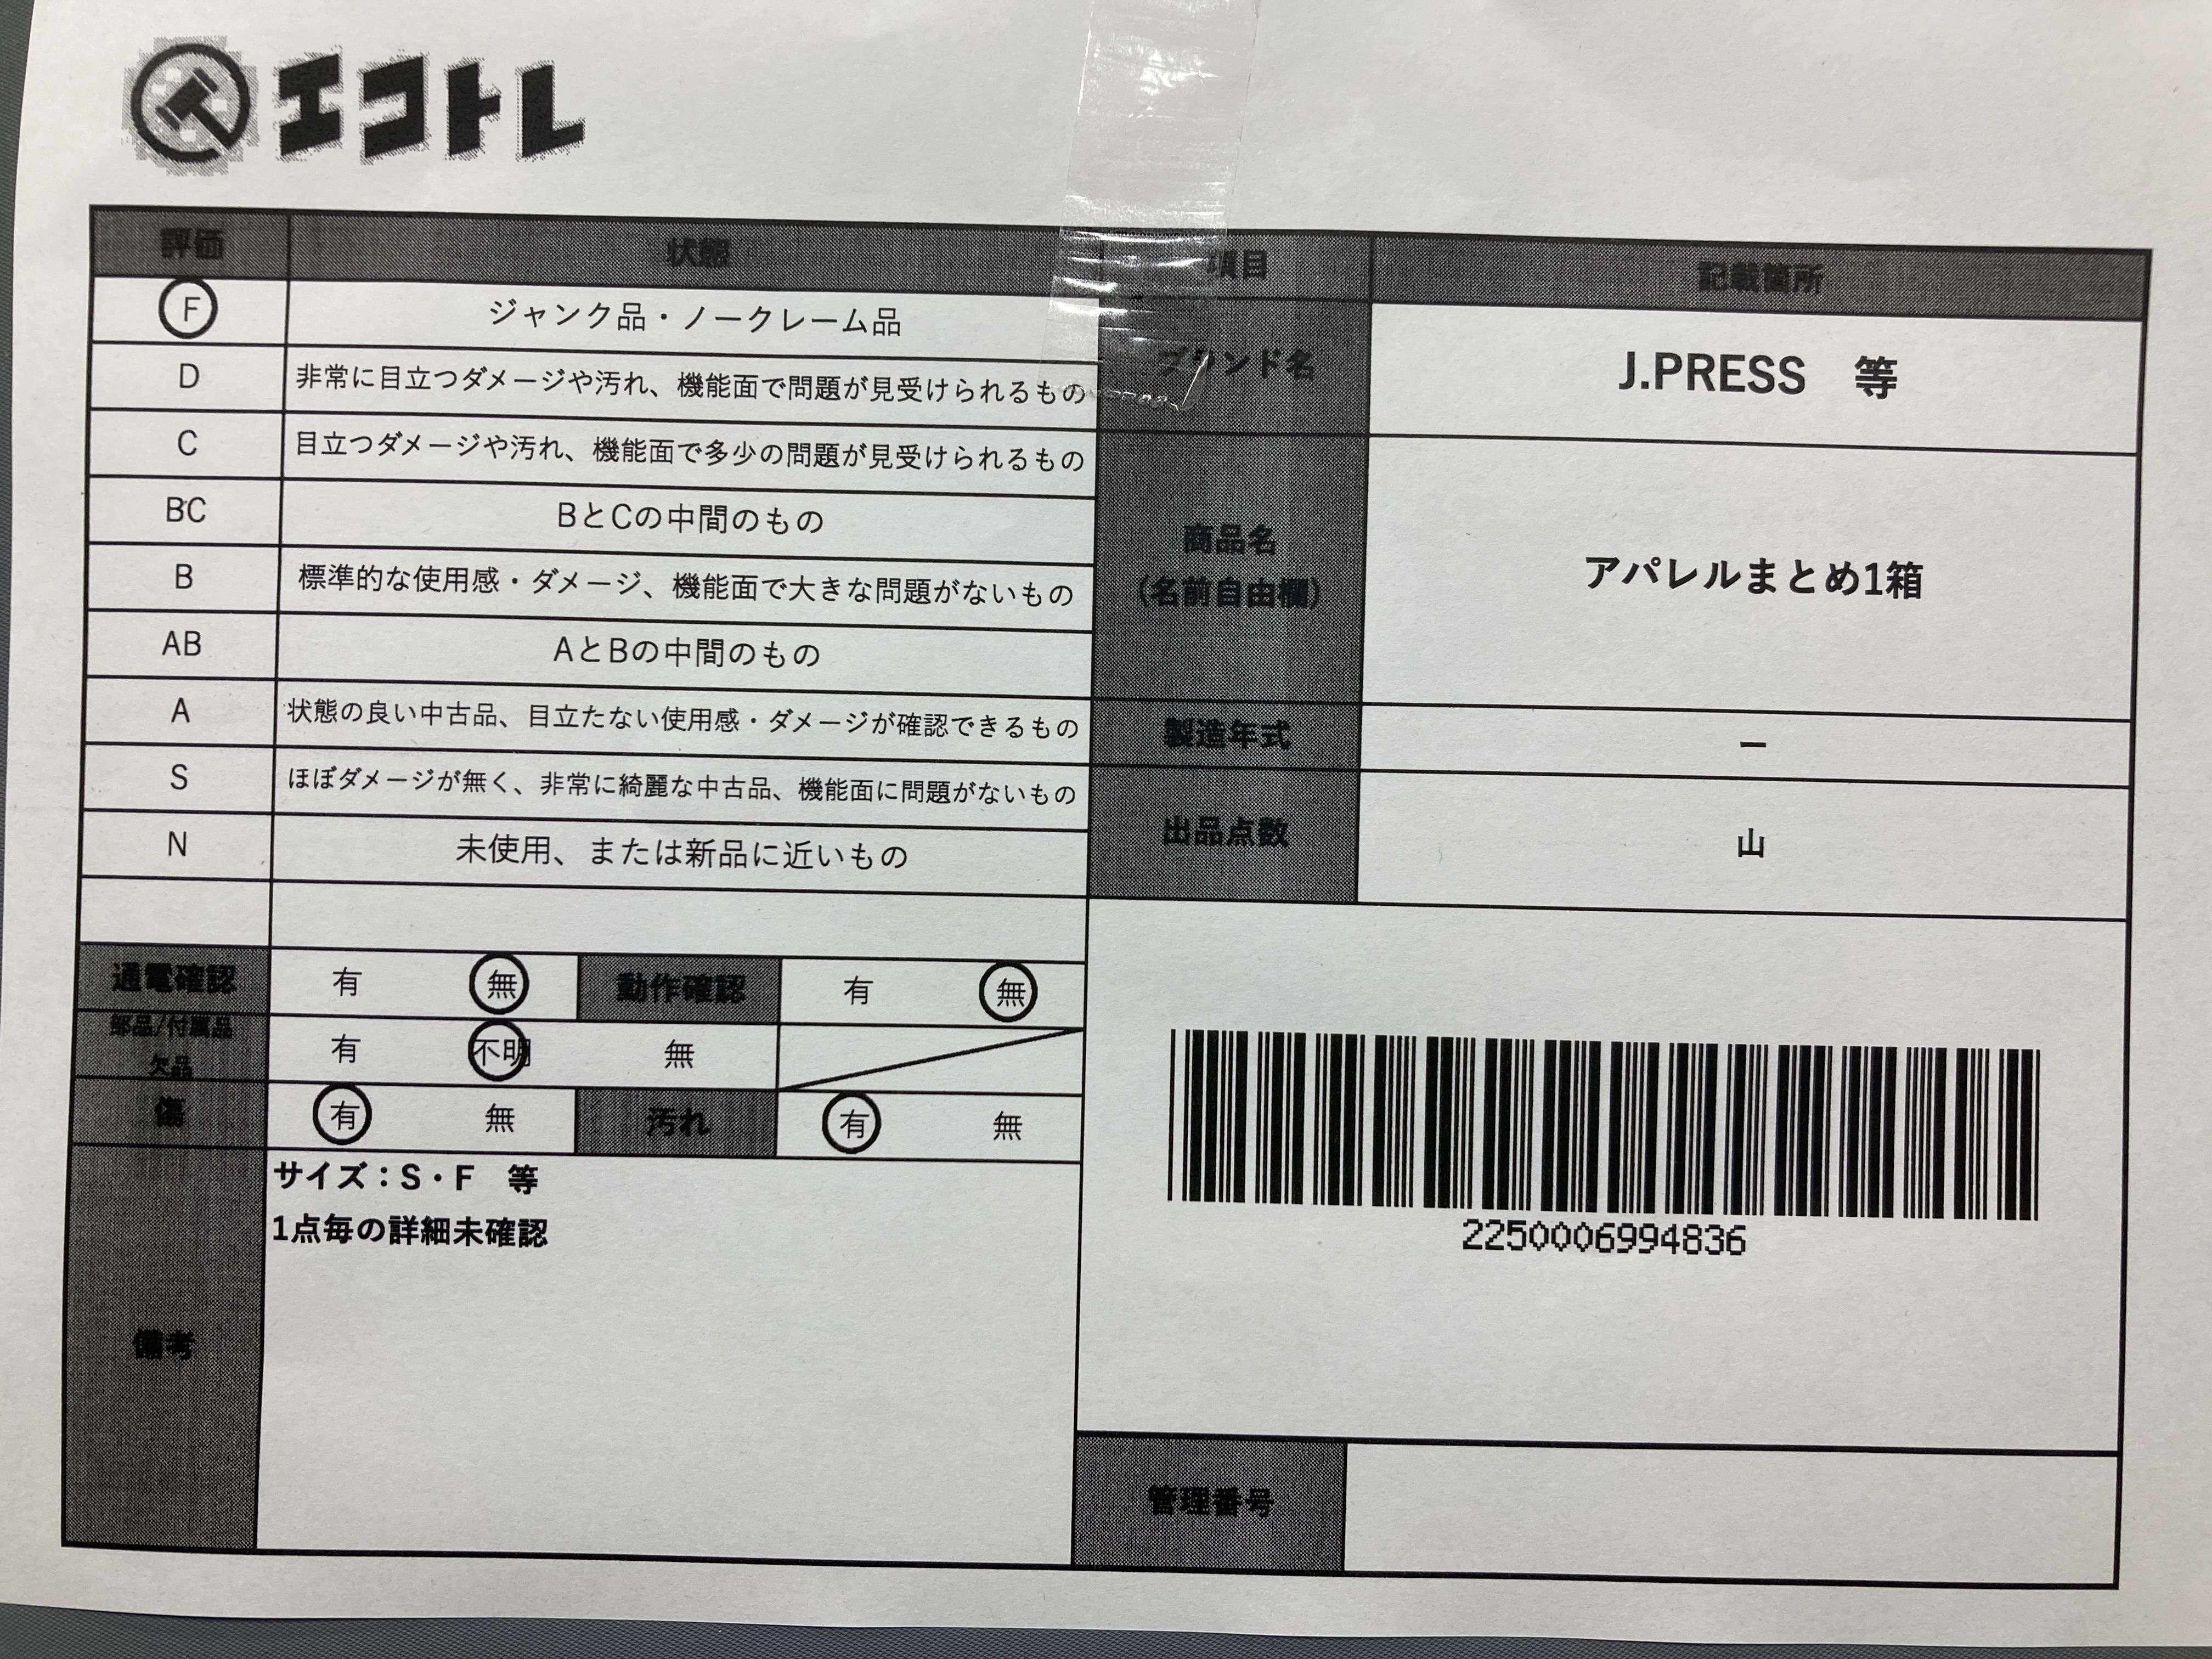 エコトレ
評価 状態
F ジャンク品・ノークレーム品
D 非常に目立つダメージや汚れ、機能面で問題が見受けられるもの
C 目立つダメージや汚れ、機能面で多少の問題が見受けられるもの
BC BとCの中間のもの
B 標準的な使用感・ダメージ、機能面で大きな問題がないもの
AB AとBの中間のもの
A 状態の良い中古品、目立たない使用感・ダメージが確認できるもの
S ほぼダメージが無く、非常に綺麗な中古品、機能面に問題がないもの
N 未使用、または新品に近いもの
通電確認 有 無 動作確認 有 無
部品/付属品
欠品 有 不明 無
傷 有 無 汚れ 有 無
備考
サイズ：S・F 等
1点毎の詳細未確認
項目 記載箇所
ブランド名 J.PRESS 等
商品名
(名前自由欄)
アパレルまとめ1箱
製造年式 ー
出品点数 山
2250006994836
管理番号